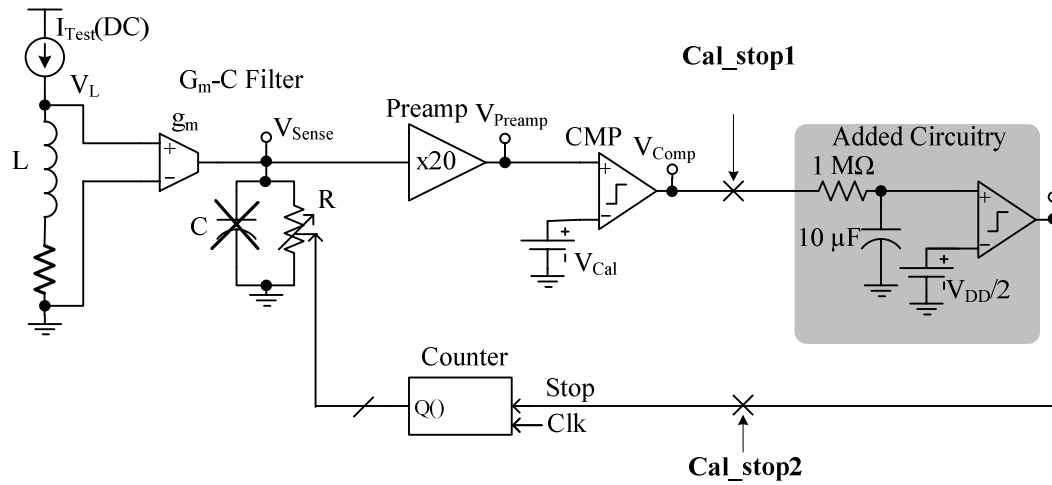 I_Test(DC)
V_L
L
G_m-C Filter
g_m
+
−
V_Sense
C
R
Preamp
x20
V_Preamp
CMP
+
−
V_Comp
+
V_Cal
Cal_stop1
Added Circuitry
1 MΩ
10 µF
+
−
+
V_DD/2
Counter
Q()
Stop
Clk
Cal_stop2